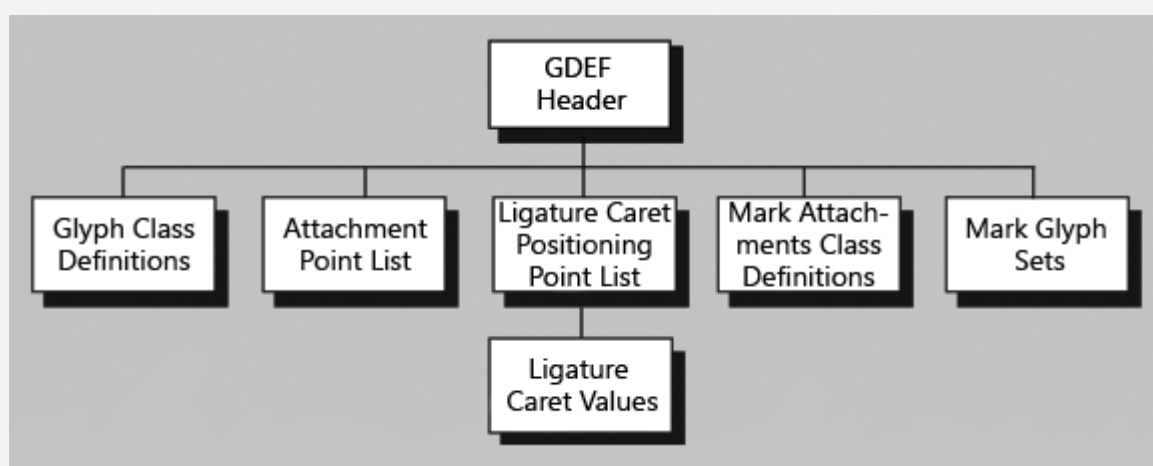 GDEF
Header
Glyph Class
Definitions
Attachment
Point List
Ligature Caret
Positioning
Point List
Mark Attach-
ments Class
Definitions
Mark Glyph
Sets
Ligature
Caret Values